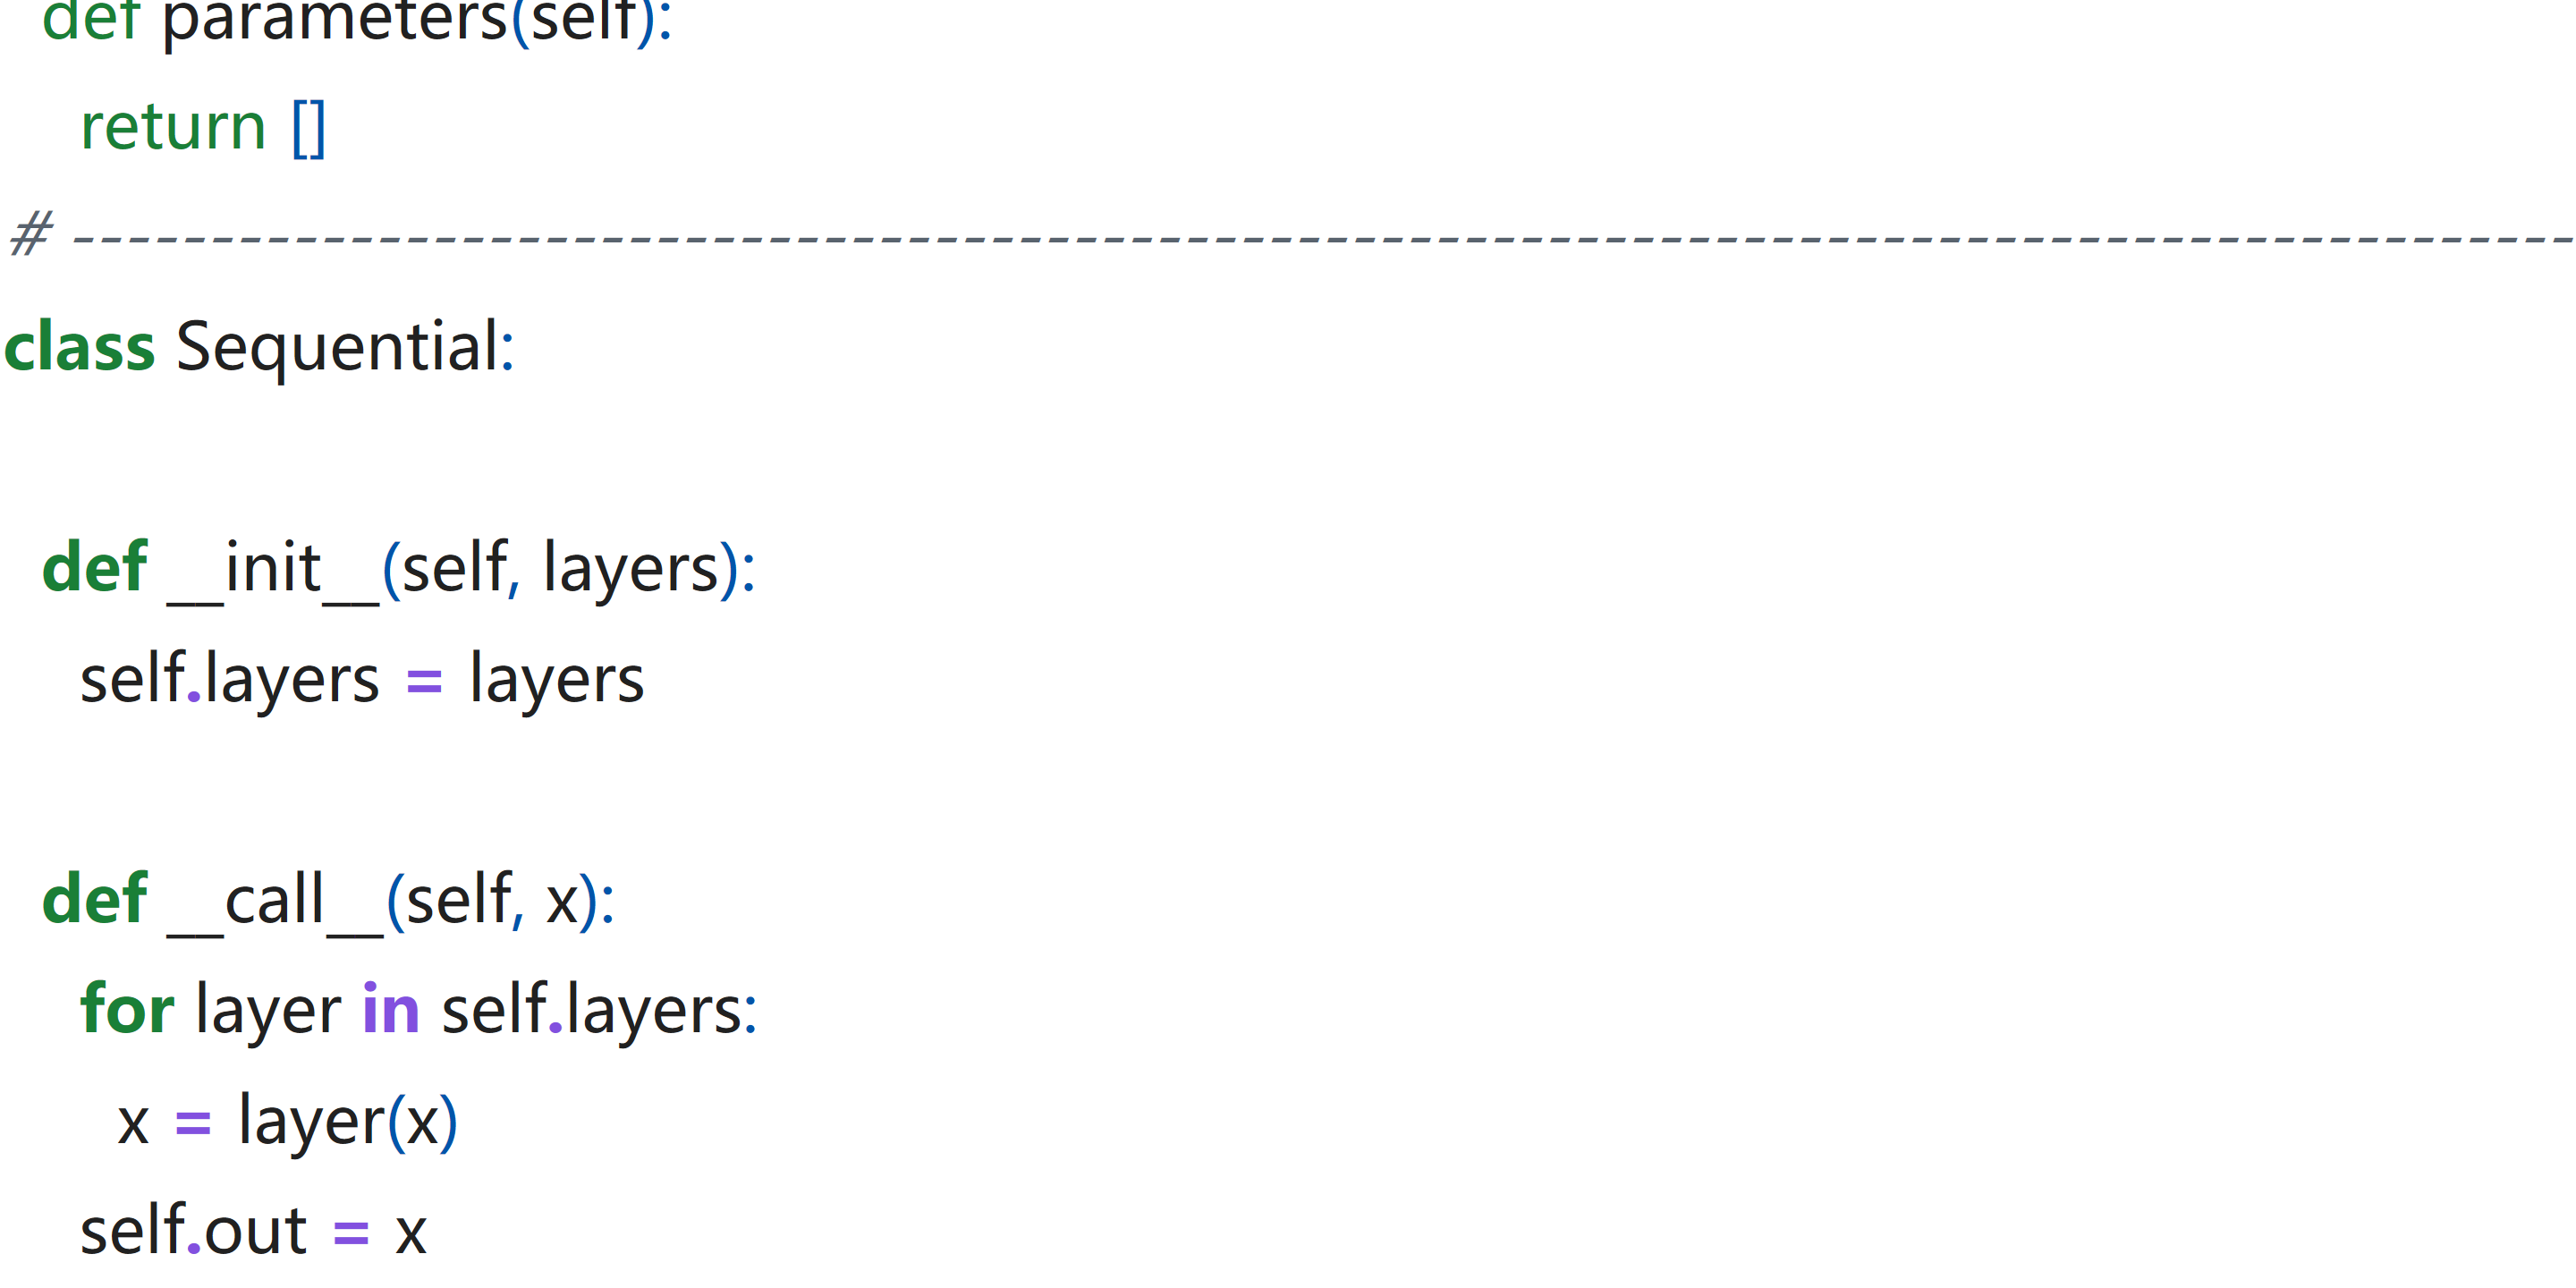 def parameters(self):
return []
# ------------------------------------------------------------------------------------------
class Sequential:
def __init__(self, layers):
self.layers = layers
def __call__(self, x):
for layer in self.layers:
x = layer(x)
self.out = x